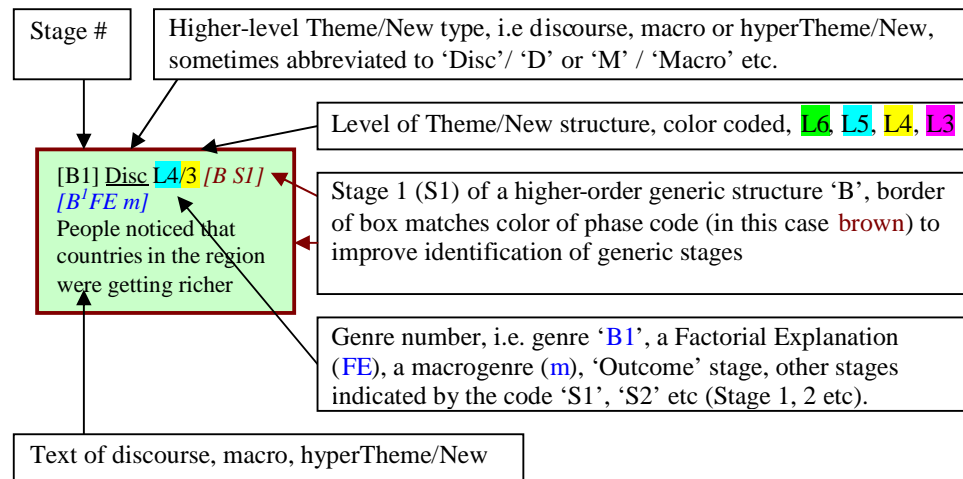 Stage #
Higher-level Theme/New type, i.e discourse, macro or hyperTheme/New,
sometimes abbreviated to ‘Disc’/ ‘D’ or ‘M’ / ‘Macro’ etc.
Level of Theme/New structure, color coded, L6, L5, L4, L3
[B1] Disc L4/3 [B S1]
[B¹FE m]
People noticed that
countries in the region
were getting richer
Stage 1 (S1) of a higher-order generic structure ‘B’, border
of box matches color of phase code (in this case brown) to
improve identification of generic stages
Genre number, i.e. genre ‘B1’, a Factorial Explanation
(FE), a macrogenre (m), ‘Outcome’ stage, other stages
indicated by the code ‘S1’, ‘S2’ etc (Stage 1, 2 etc).
Text of discourse, macro, hyperTheme/New